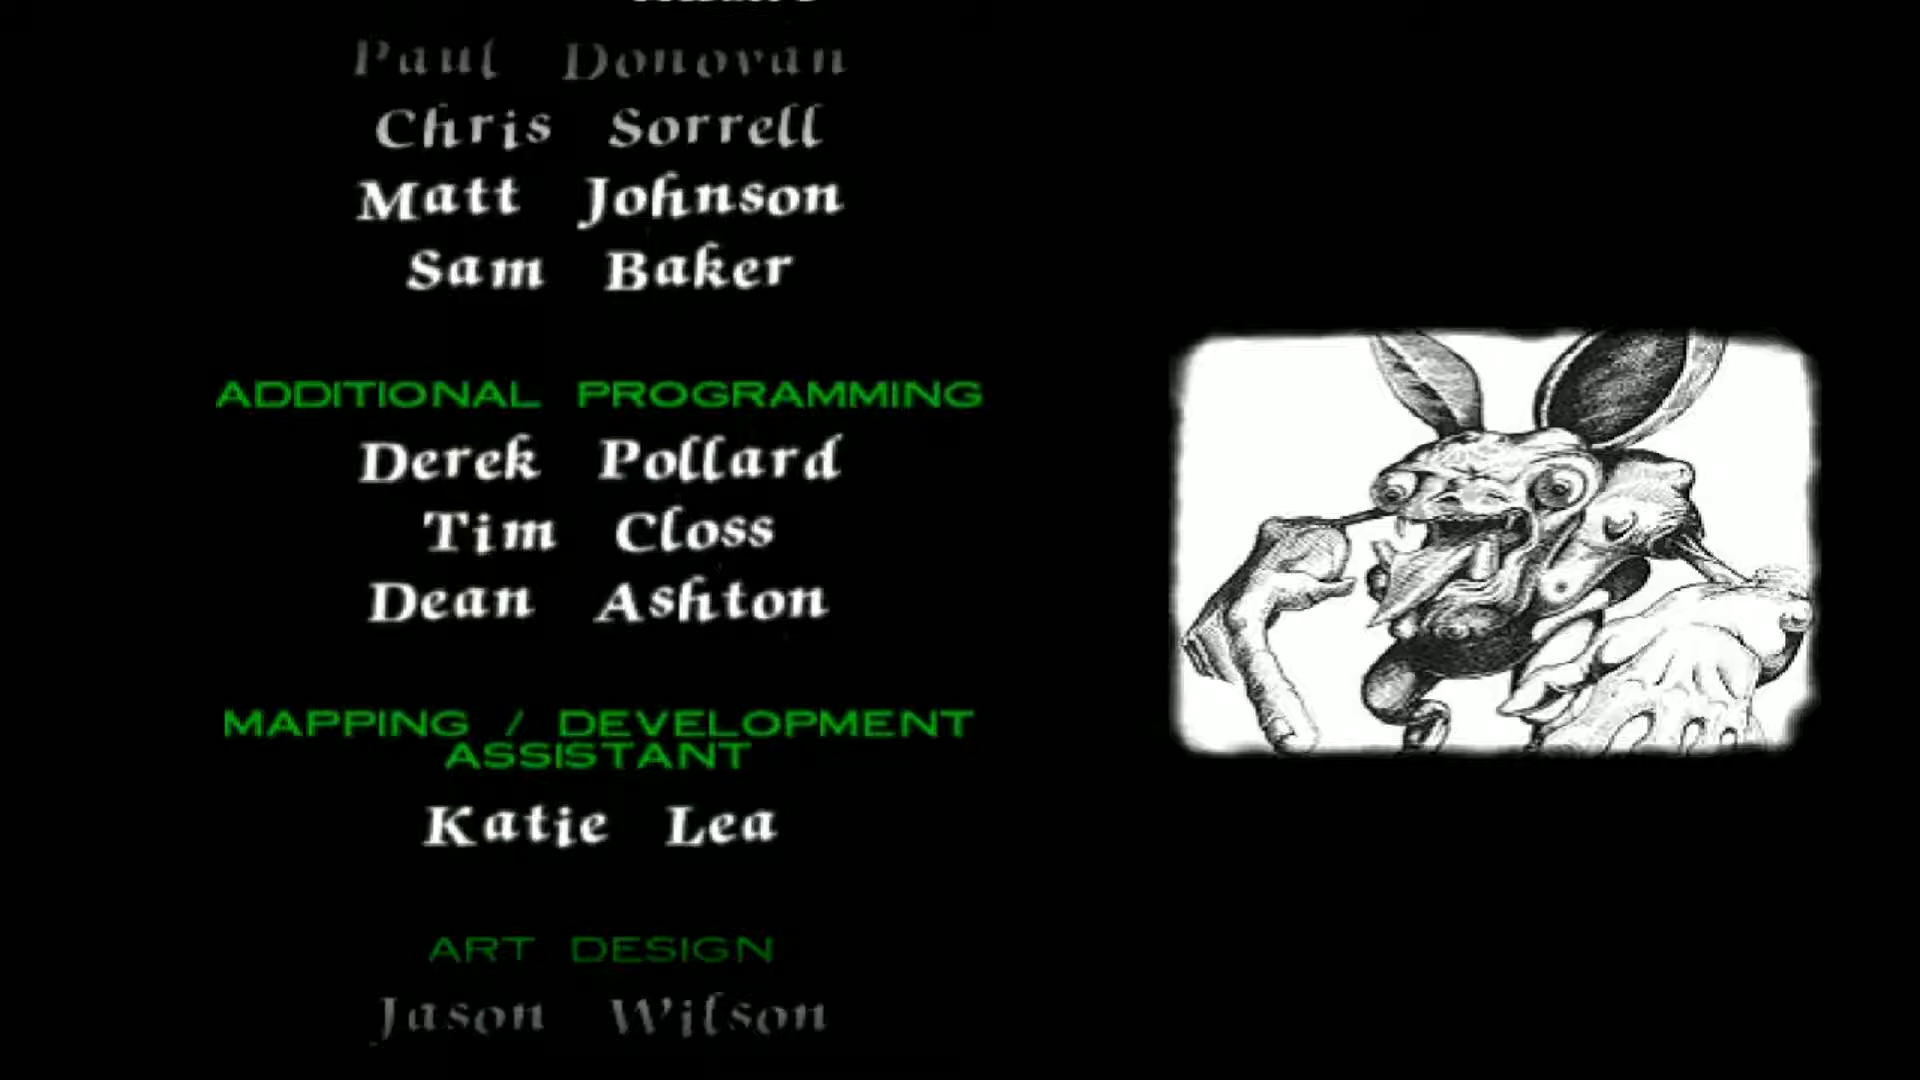 Paul Donovan
Chris Sorrell
Matt Johnson
Sam Baker
ADDITIONAL PROGRAMMING
Derek Pollard
Tim Closs
Dean Ashton
MAPPING / DEVELOPMENT
ASSISTANT
Katie Lea
ART DESIGN
Jason Wilson